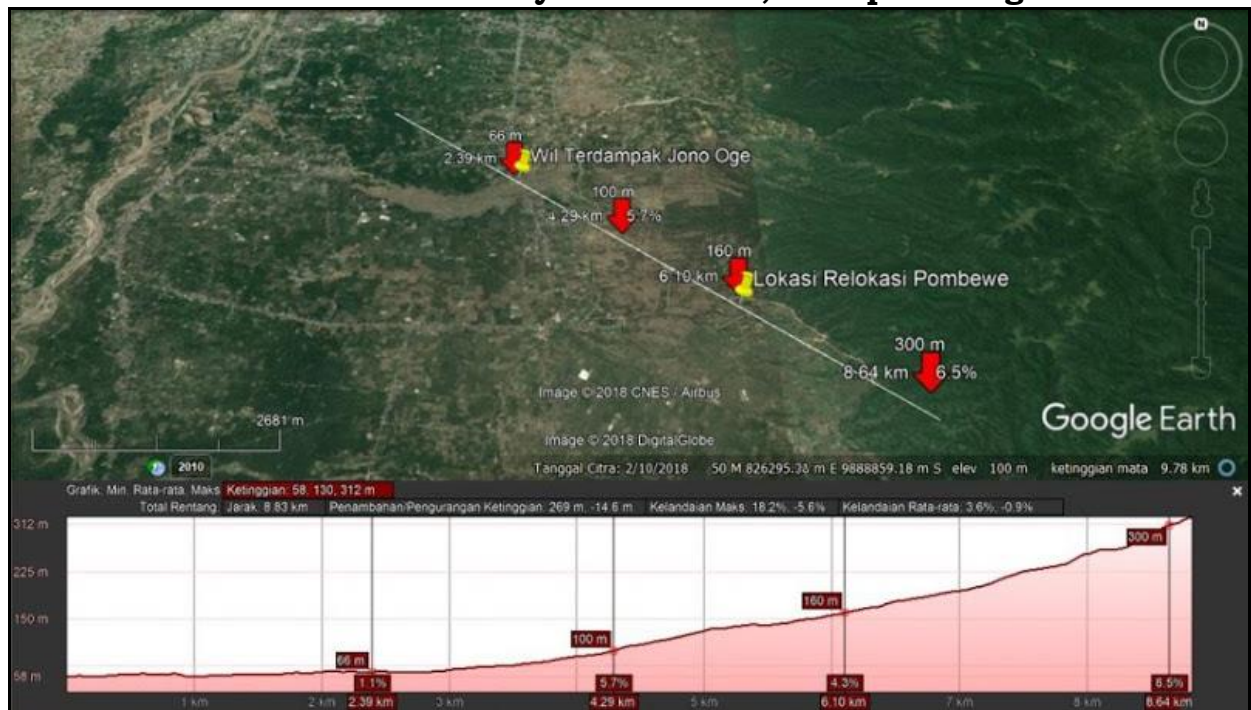 N
66 m
2.39 km
Wil Terdampak Jono Oge
100 m
4.29 km 5.7%
160 m
6.10 km
Lokasi Relokasi Pombewe
300 m
8.64 km 6.5%
Image © 2018 CNES / Airbus
2681 m
Google Earth
Image © 2018 DigitalGlobe
2010
Tanggal Citra: 2/10/2018 50 M 826295.38 m E 9888859.18 m S elev 100 m ketinggian mata 9.78 km
Grafik: Min. Rata-rata. Maks Ketinggian: 58, 130, 312 m
Total Rentang: Jarak: 8.83 km Penambahan/Pengurangan Ketinggian: 269 m, -14.6 m Kelandaian Maks. 18.2%, -5.6% Kelandaian Rata-rata: 3.6%, -0.9%
312 m
300 m
225 m
160 m
150 m
100 m
66 m
58 m
1.1% 5.7% 4.3% 6.5%
1 km 2 km 2.39 km 3 km 4.29 km 5 km 6.10 km 7 km 8 km 8.64 km